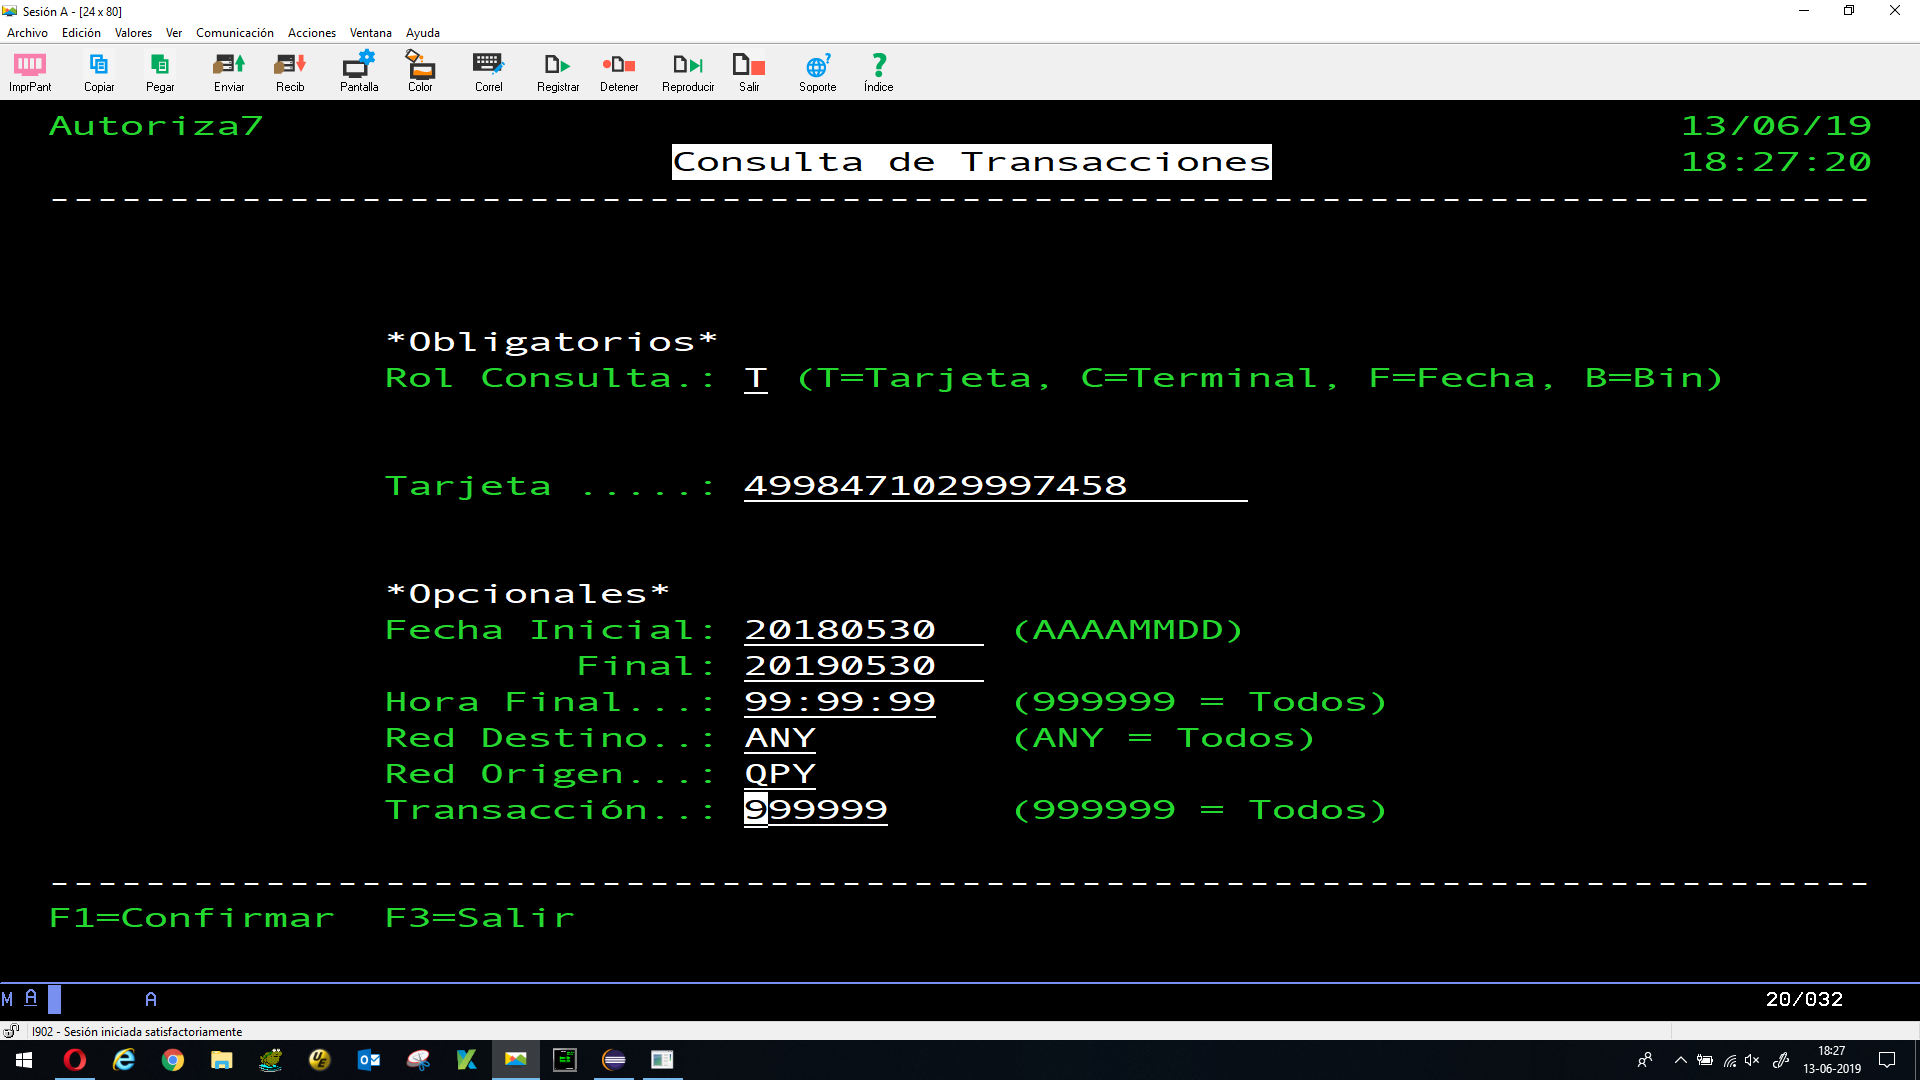 Sesión A - [24 x 80]
Archivo Edición Valores Ver Comunicación Acciones Ventana Ayuda
ImprPant Copiar Pegar Enviar Recib Pantalla Color Correl Registrar Detener Reproducir Salir Soporte Índice
Autoriza7 13/06/19
Consulta de Transacciones 18:27:20
*Obligatorios*
Rol Consulta.: T (T=Tarjeta, C=Terminal, F=Fecha, B=Bin)
Tarjeta .....: 4998471029997458
*Opcionales*
Fecha Inicial: 20180530 (AAAAMMDD)
Final: 20190530
Hora Final...: 99:99:99 (999999 = Todos)
Red Destino..: ANY (ANY = Todos)
Red Origen...: QPY
Transacción..: 999999 (999999 = Todos)
F1=Confirmar F3=Salir
M A A 20/032
I902 - Sesión iniciada satisfactoriamente
18:27
13-06-2019